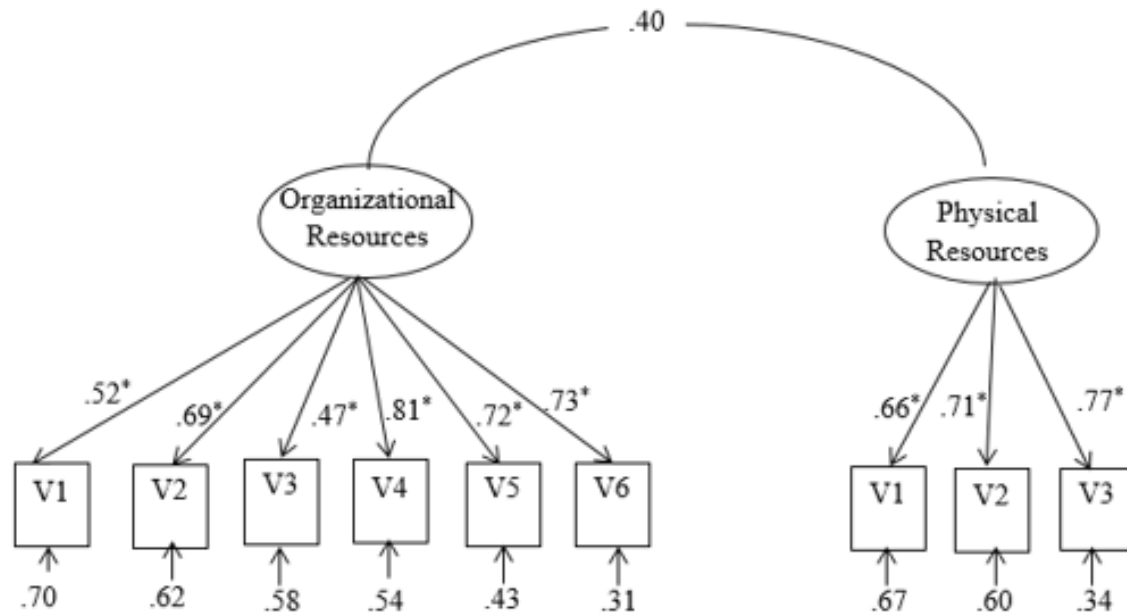 .40
Organizational
Resources
Physical
Resources
.52* .69* .47* .81* .72* .73* .66* .71* .77*
V1 V2 V3 V4 V5 V6 V1 V2 V3
.70 .62 .58 .54 .43 .31 .67 .60 .34